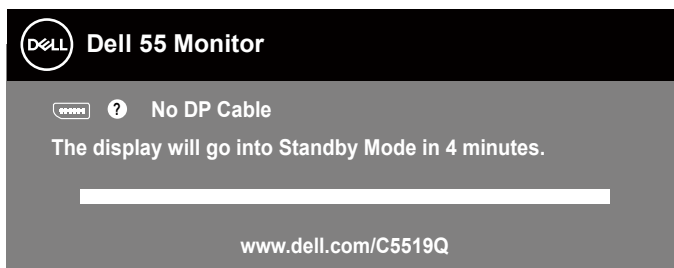 DELL Dell 55 Monitor
? No DP Cable
The display will go into Standby Mode in 4 minutes.
www.dell.com/C5519Q